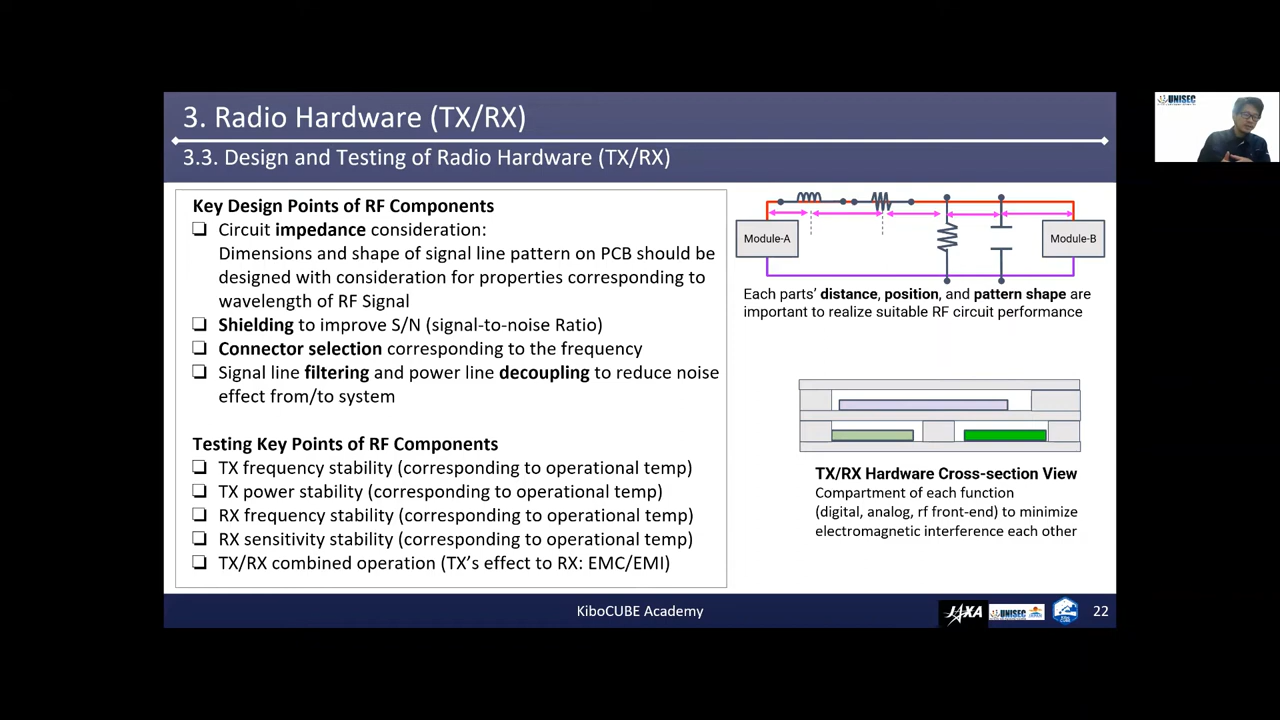 3. Radio Hardware (TX/RX)
3.3. Design and Testing of Radio Hardware (TX/RX)
Key Design Points of RF Components
❏ Circuit impedance consideration:
Dimensions and shape of signal line pattern on PCB should be
designed with consideration for properties corresponding to
wavelength of RF Signal
❏ Shielding to improve S/N (signal-to-noise Ratio)
❏ Connector selection corresponding to the frequency
❏ Signal line filtering and power line decoupling to reduce noise
effect from/to system
Testing Key Points of RF Components
❏ TX frequency stability (corresponding to operational temp)
❏ TX power stability (corresponding to operational temp)
❏ RX frequency stability (corresponding to operational temp)
❏ RX sensitivity stability (corresponding to operational temp)
❏ TX/RX combined operation (TX’s effect to RX: EMC/EMI)
Module-A
Module-B
Each parts’ distance, position, and pattern shape are
important to realize suitable RF circuit performance
TX/RX Hardware Cross-section View
Compartment of each function
(digital, analog, rf front-end) to minimize
electromagnetic interference each other
KiboCUBE Academy
JAXA
UNISEC
22
UNISEC